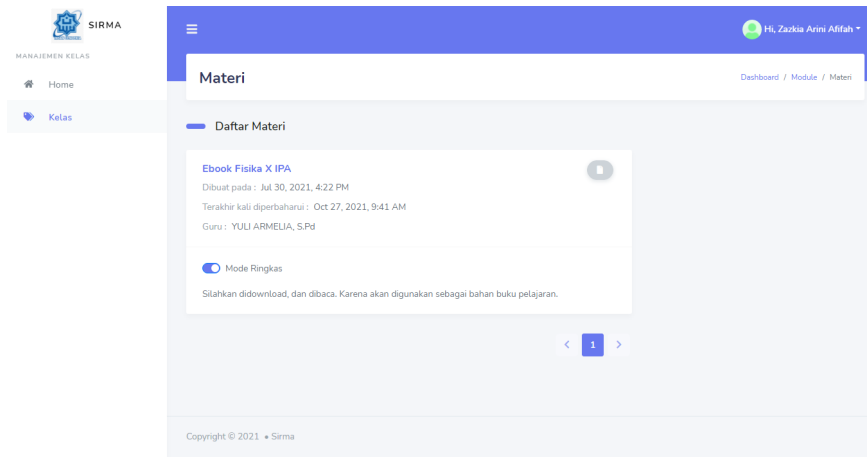 SIRMA
MANAJEMEN KELAS
Home
Kelas
Hi, Zazkia Arini Afifah
Materi
Dashboard / Module / Materi
Daftar Materi
Ebook Fisika X IPA
Dibuat pada : Jul 30, 2021, 4:22 PM
Terakhir kali diperbaharui : Oct 27, 2021, 9:41 AM
Guru : YULI ARMELIA, S.Pd
Mode Ringkas
Silahkan didownload, dan dibaca. Karena akan digunakan sebagai bahan buku pelajaran.
< 1 >
Copyright © 2021 • Sirma